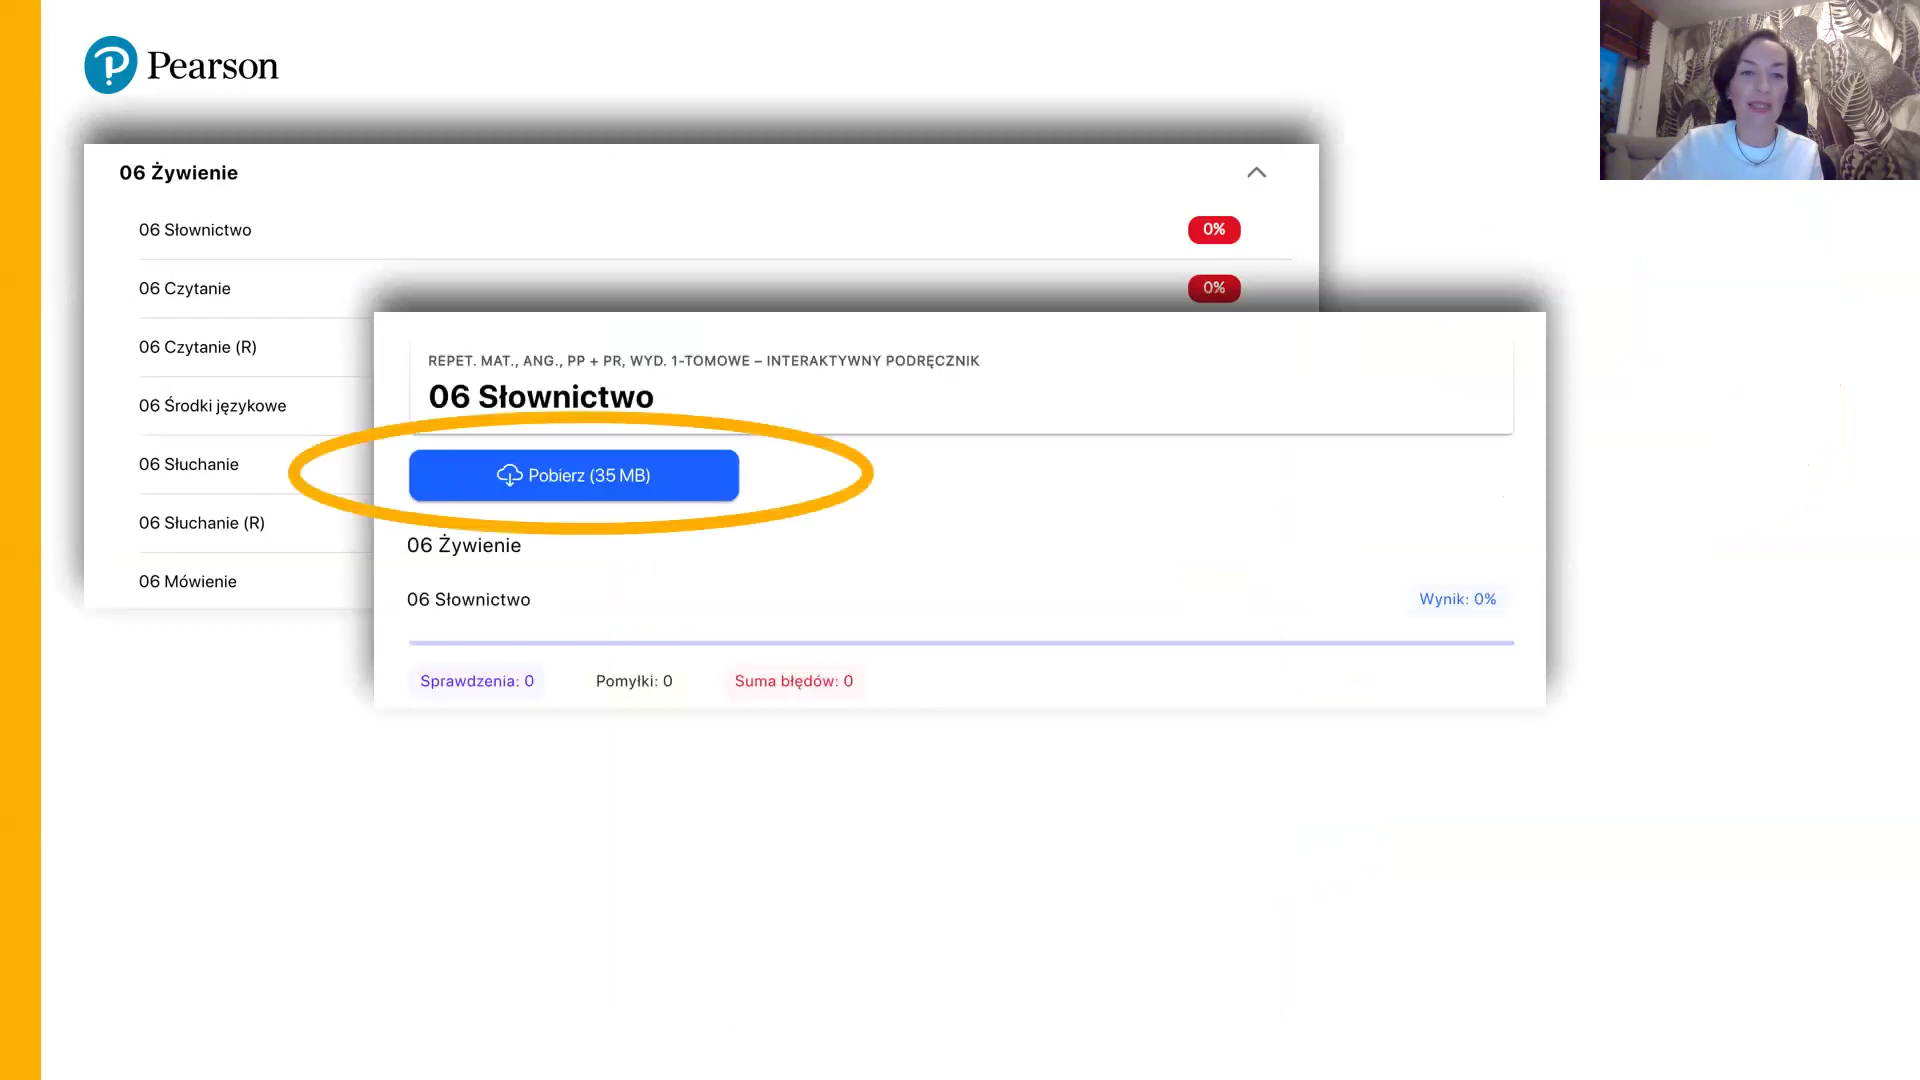 Pearson
06 Żywienie
06 Słownictwo
0%
06 Czytanie
0%
06 Czytanie (R)
06 Środki językowe
06 Słuchanie
06 Słuchanie (R)
06 Mówienie
REPET. MAT., ANG., PP + PR, WYD. 1-TOMOWE – INTERAKTYWNY PODRĘCZNIK
06 Słownictwo
Pobierz (35 MB)
06 Żywienie
06 Słownictwo
Wynik: 0%
Sprawdzenia: 0
Pomyłki: 0
Suma błędów: 0